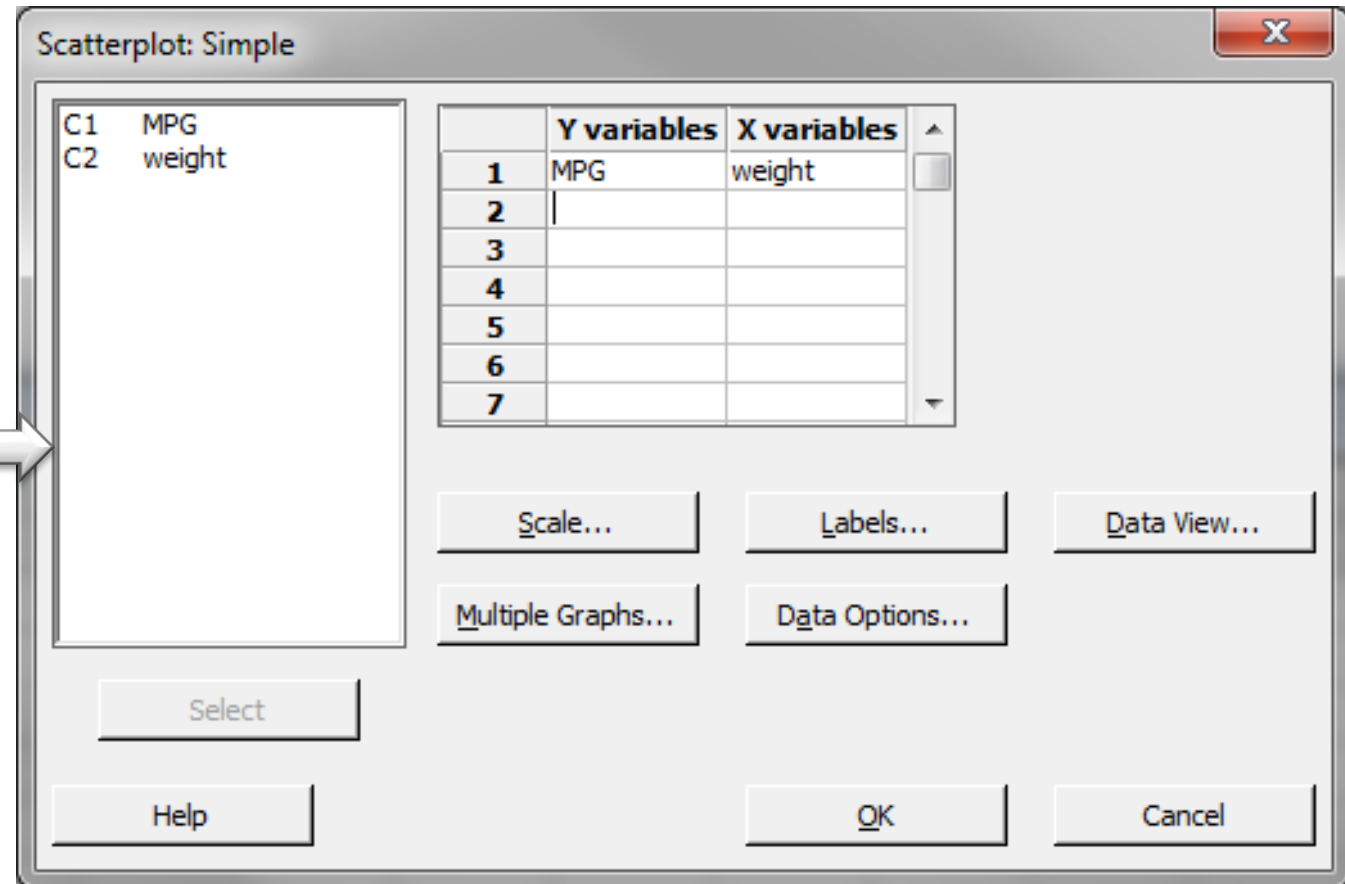 Scatterplot: Simple
C1 MPG
C2 weight
Y variables X variables
1 MPG weight
2
3
4
5
6
7
Scale... Labels... Data View...
Multiple Graphs... Data Options...
Select
Help OK Cancel